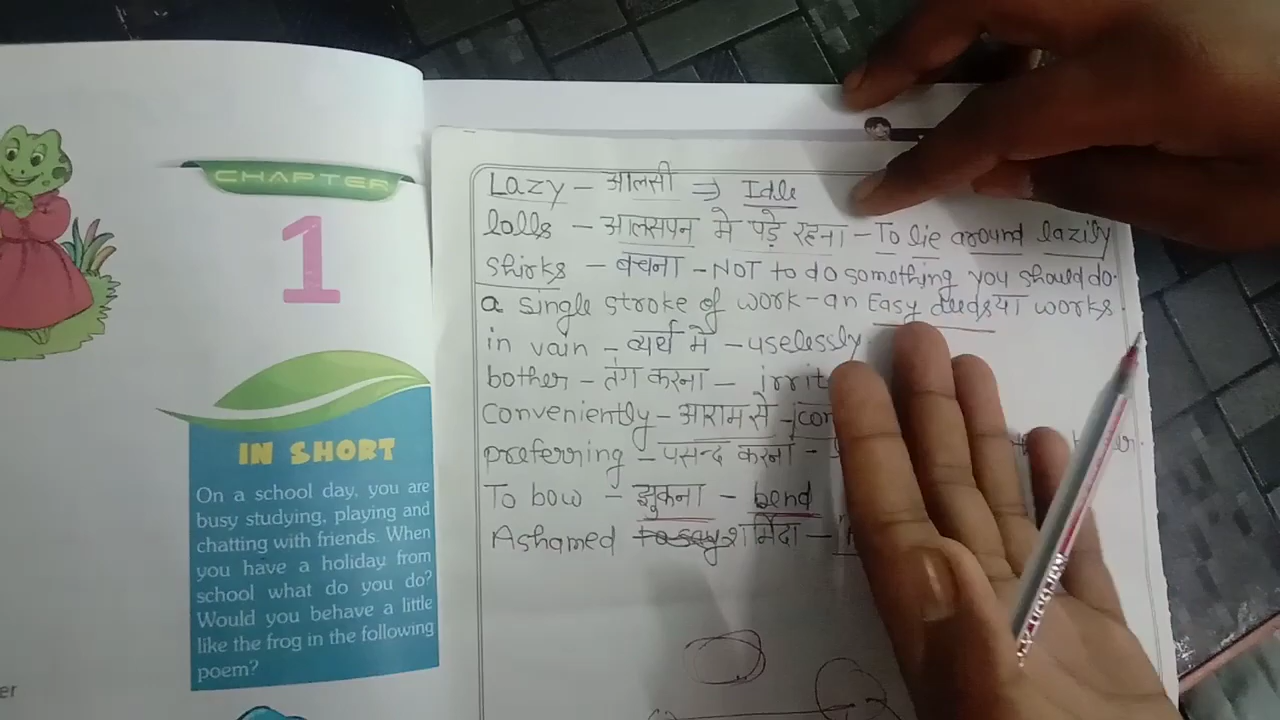 CHAPTER
1
IN SHORT
On a school day, you are
busy studying, playing and
chatting with friends. When
you have a holiday from
school what do you do?
Would you behave a little
like the frog in the following
poem?
er
Lazy - आलसी ⇒ Idle
lolls - आलसपन मे पड़े रहना - To lie around lazily
shirks - बचना - NOT to do something you should do.
a single stroke of work - an Easy deeds या works.
in vain - व्यर्थ मे - uselessly
bother - तंग करना - irrit
Conveniently - आराम से - con
preferring - पसन्द करना -
To bow - झुकना - bend
Ashamed शर्मिंदा -